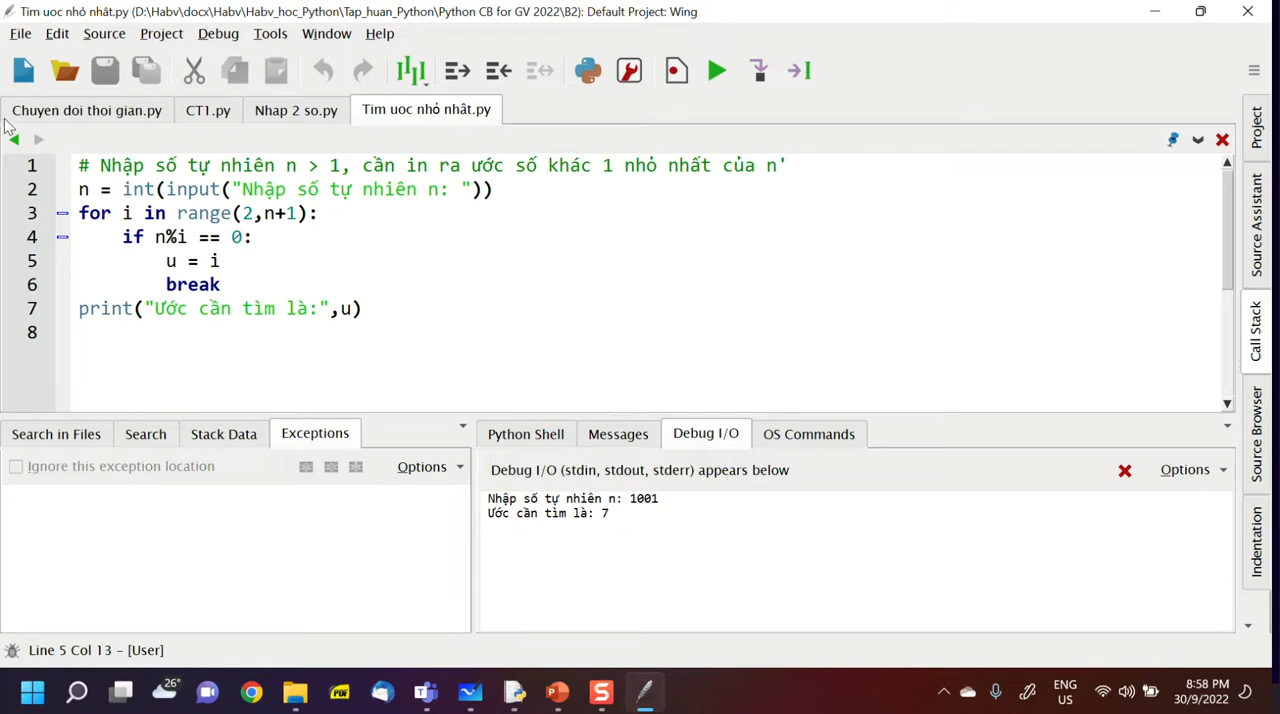 Tim uoc nhỏ nhất.py (D:\Habv\docx\Habv\Habv_hoc_Python\Tap_huan_Python\Python CB for GV 2022\B2): Default Project: Wing
File Edit Source Project Debug Tools Window Help
Chuyen doi thoi gian.py CT1.py Nhap 2 so.py Tim uoc nhỏ nhất.py
1 # Nhập số tự nhiên n > 1, cần in ra ước số khác 1 nhỏ nhất của n'
2 n = int(input("Nhập số tự nhiên n: "))
3 for i in range(2,n+1):
4 if n%i == 0:
5 u = i
6 break
7 print("Ước cần tìm là:",u)
8
Project
Source Assistant
Call Stack
Source Browser
Indentation
Search in Files Search Stack Data Exceptions
Ignore this exception location Options
Python Shell Messages Debug I/O OS Commands
Debug I/O (stdin, stdout, stderr) appears below Options
Nhập số tự nhiên n: 1001
Ước cần tìm là: 7
Line 5 Col 13 – [User]
26°
PDF
S
ENG
US
8:58 PM
30/9/2022